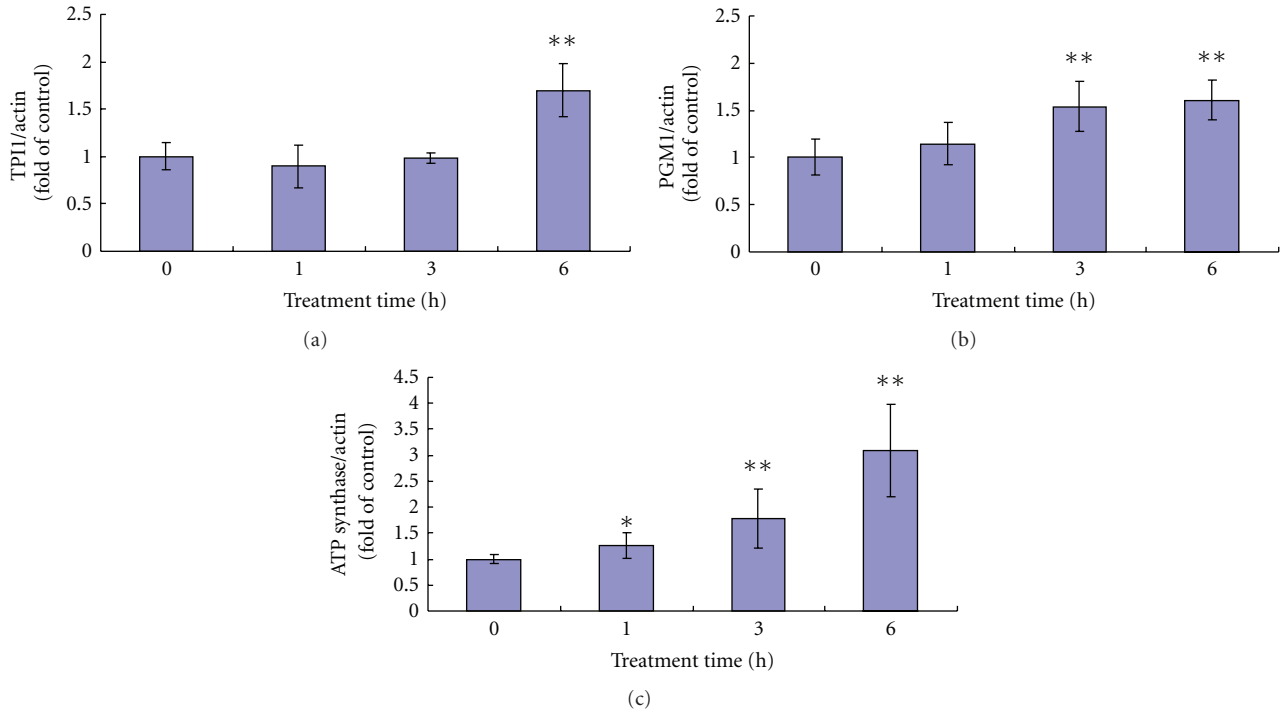 TPI1/actin
(fold of control)
2.5
2
1.5
1
0.5
0
**
0 1 3 6
Treatment time (h)
(a)
PGM1/actin
(fold of control)
2.5
2
1.5
1
0.5
0
** **
0 1 3 6
Treatment time (h)
(b)
ATP synthase/actin
(fold of control)
4.5
4
3.5
3
2.5
2
1.5
1
0.5
0
* ** **
0 1 3 6
Treatment time (h)
(c)